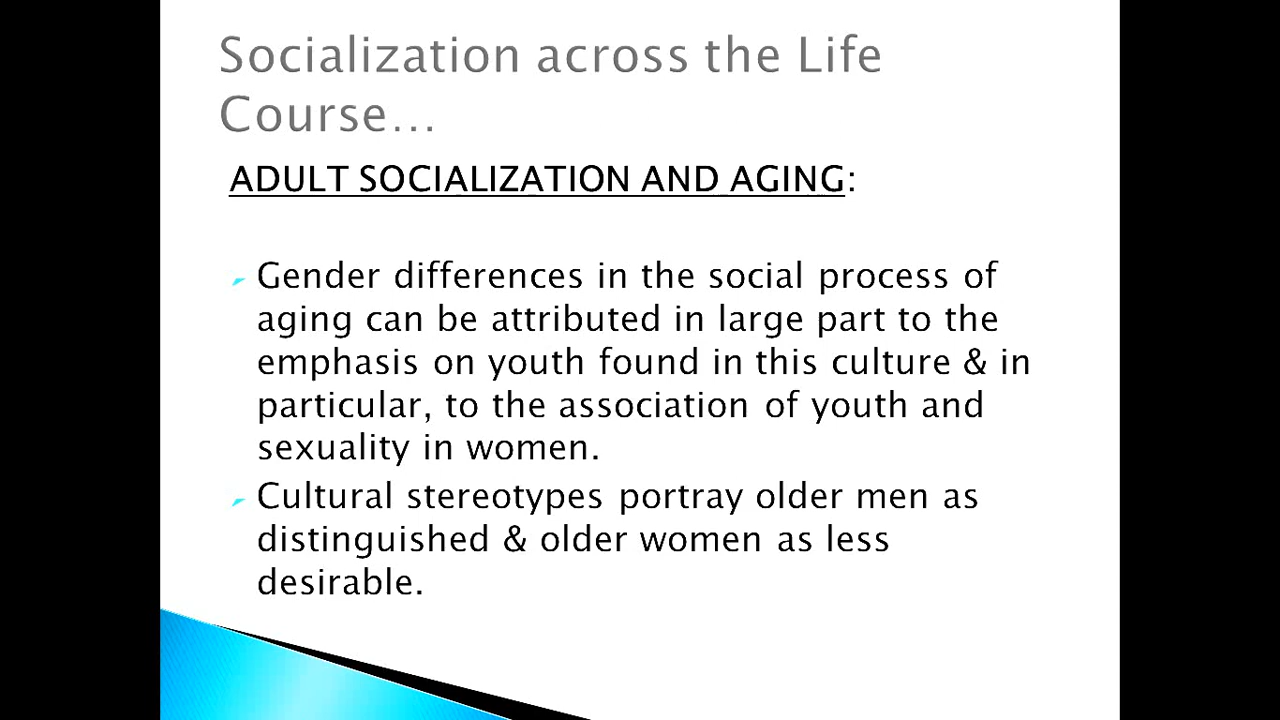 Socialization across the Life
Course…
ADULT SOCIALIZATION AND AGING:
Gender differences in the social process of
aging can be attributed in large part to the
emphasis on youth found in this culture & in
particular, to the association of youth and
sexuality in women.
Cultural stereotypes portray older men as
distinguished & older women as less
desirable.